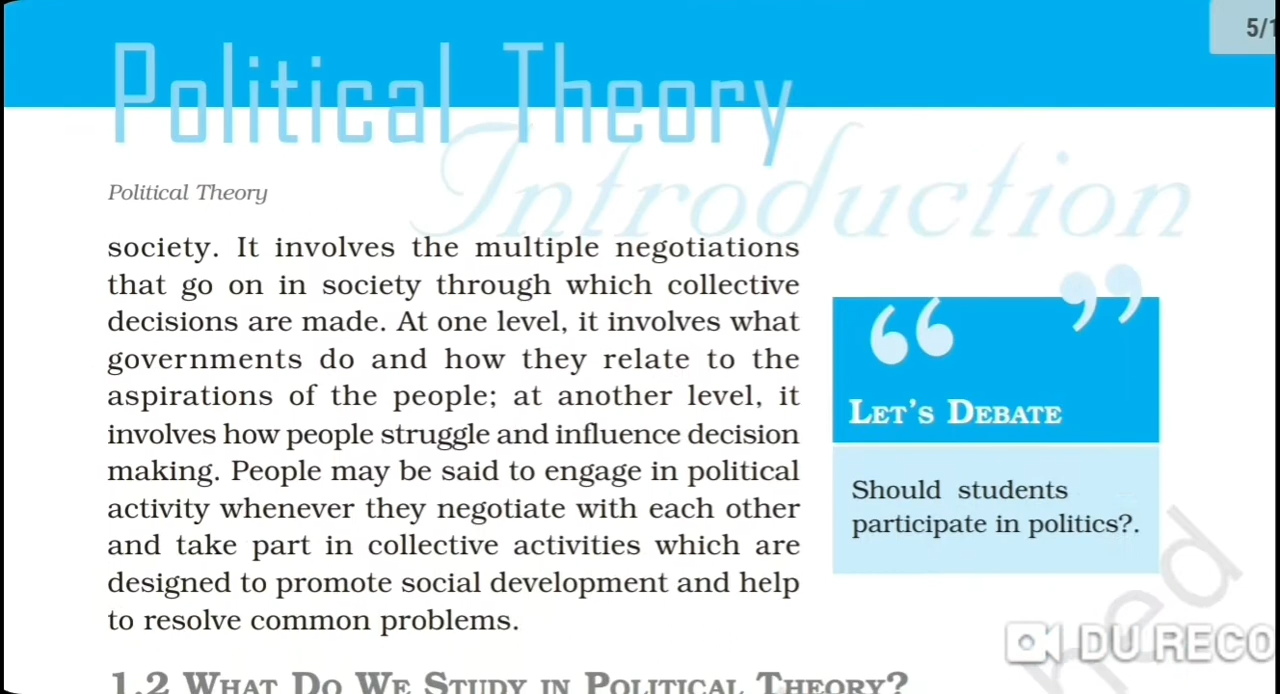 5/1
Political Theory
Introduction
Political Theory
society. It involves the multiple negotiations
that go on in society through which collective
decisions are made. At one level, it involves what
governments do and how they relate to the
aspirations of the people; at another level, it
involves how people struggle and influence decision
making. People may be said to engage in political
activity whenever they negotiate with each other
and take part in collective activities which are
designed to promote social development and help
to resolve common problems.
“ ”
LET’S DEBATE
Should students
participate in politics?.
hed
DU RECO
1.2 WHAT DO WE STUDY IN POLITICAL THEORY?